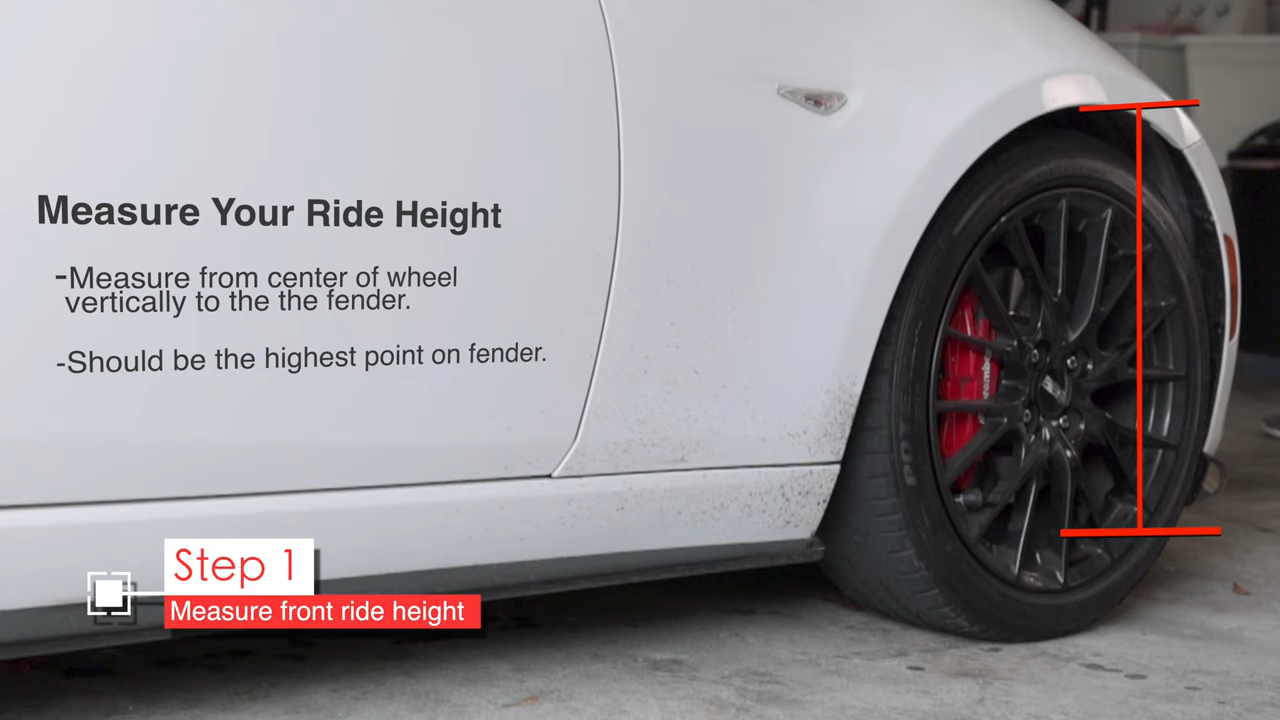 Measure Your Ride Height
-Measure from center of wheel
vertically to the the fender.
-Should be the highest point on fender.
Step 1
Measure front ride height
brembo